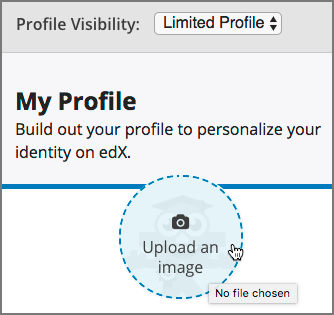 Profile Visibility: Limited Profile
My Profile
Build out your profile to personalize your
identity on edX.
Upload an
image
No file chosen